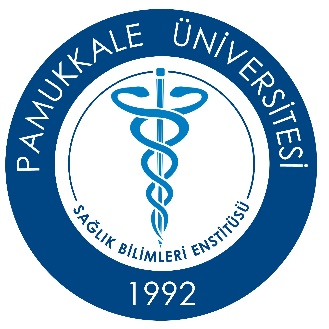 PAMUKKALE ÜNİVERSİTESİ
SAĞLIK BİLİMLERİ ENSTİTÜSÜ
1992